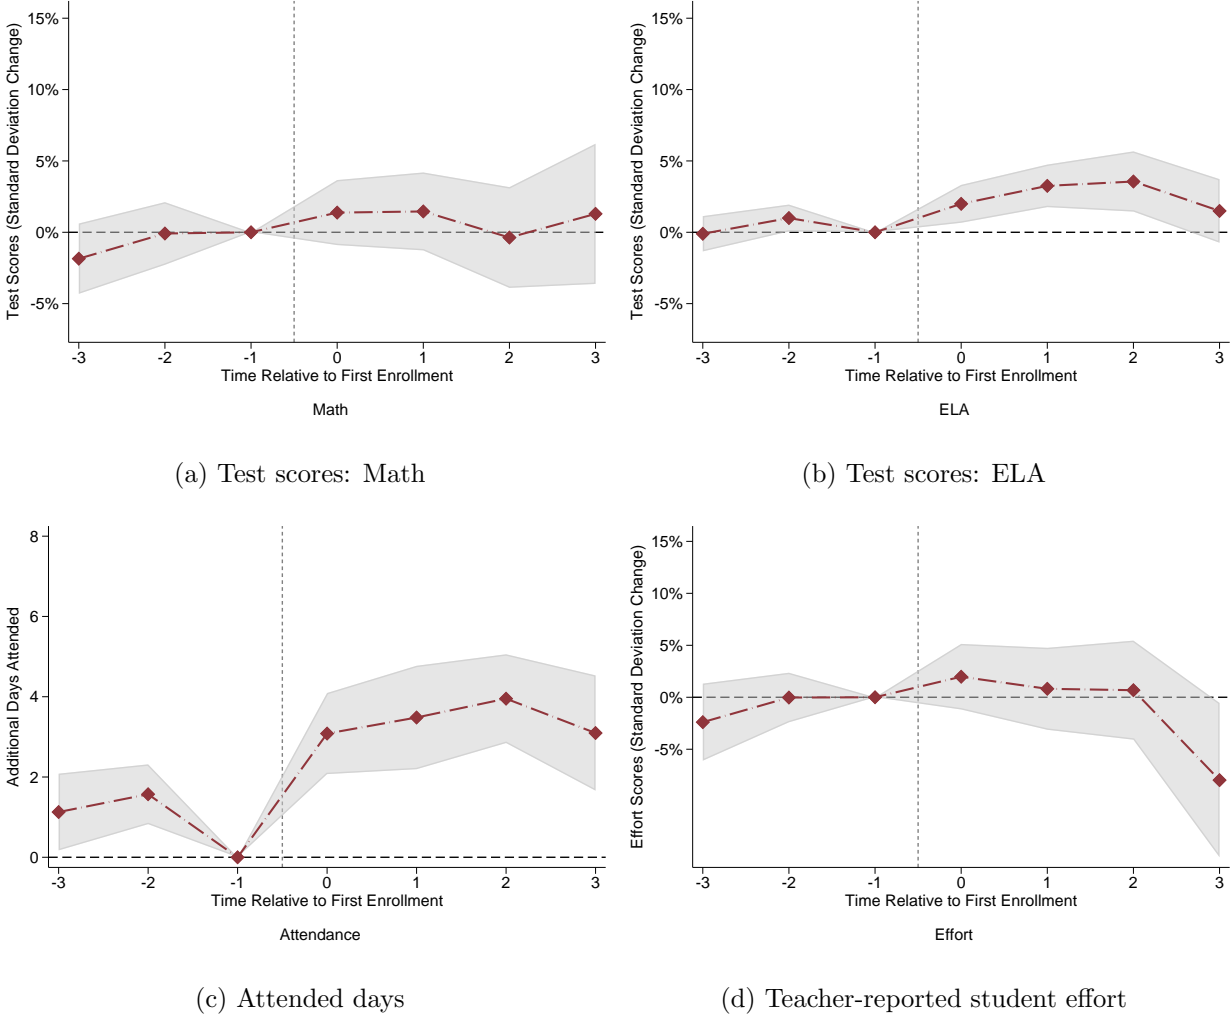 15%
10%
5%
0%
-5%
Test Scores (Standard Deviation Change)
-3 -2 -1 0 1 2 3
Time Relative to First Enrollment
Math
(a) Test scores: Math
15%
10%
5%
0%
-5%
Test Scores (Standard Deviation Change)
-3 -2 -1 0 1 2 3
Time Relative to First Enrollment
ELA
(b) Test scores: ELA
8
6
4
2
0
Additional Days Attended
-3 -2 -1 0 1 2 3
Time Relative to First Enrollment
Attendance
(c) Attended days
15%
10%
5%
0%
-5%
Effort Scores (Standard Deviation Change)
-3 -2 -1 0 1 2 3
Time Relative to First Enrollment
Effort
(d) Teacher-reported student effort